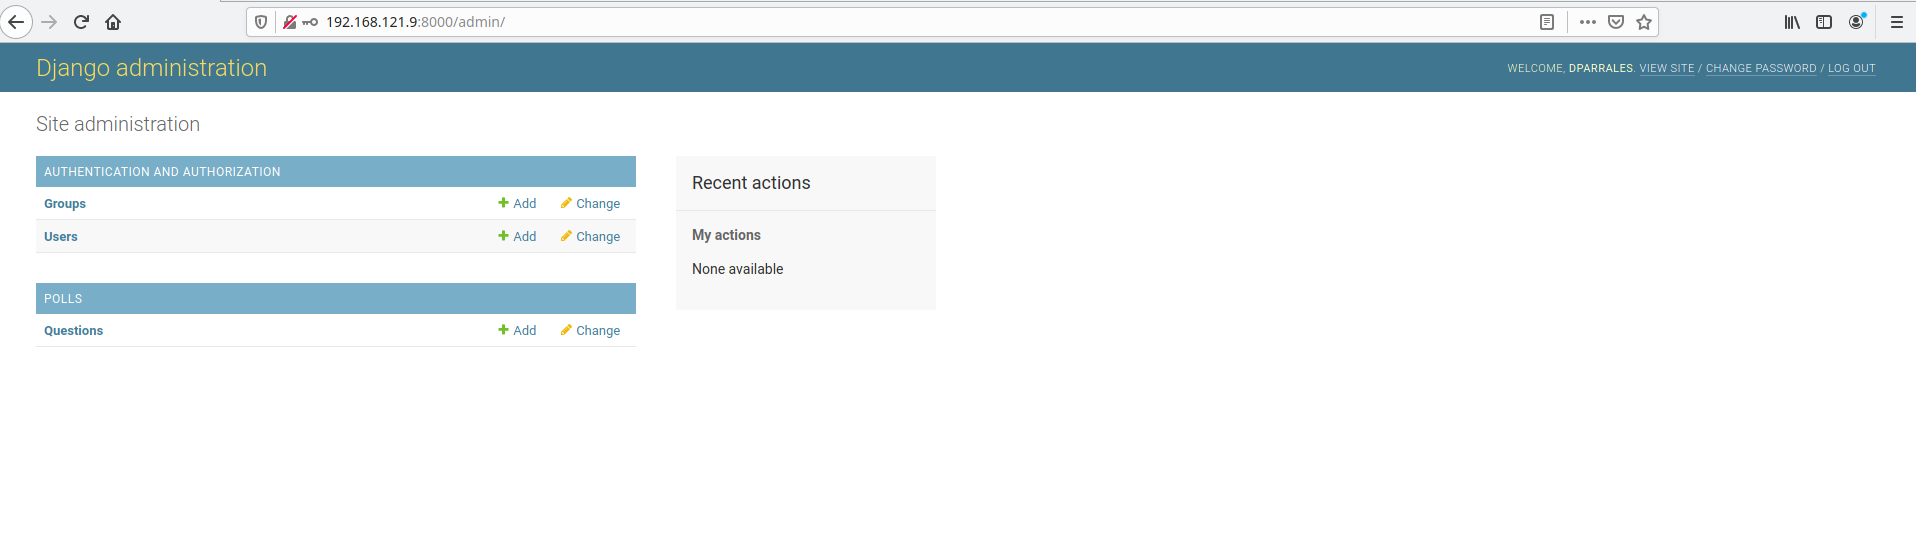 192.168.121.9:8000/admin/
Django administration
WELCOME, DPARRALES. VIEW SITE / CHANGE PASSWORD / LOG OUT
Site administration
AUTHENTICATION AND AUTHORIZATION
Groups Add Change
Users Add Change
POLLS
Questions Add Change
Recent actions
My actions
None available